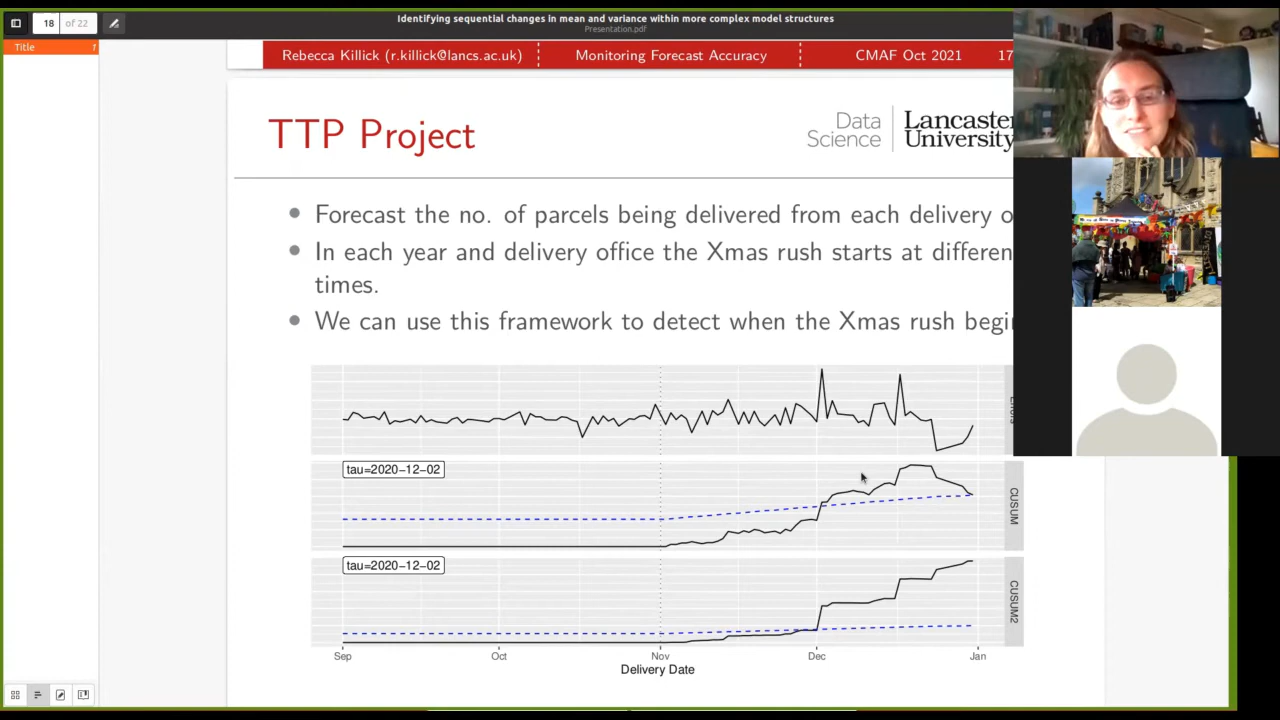 18
of 22
Identifying sequential changes in mean and variance within more complex model structures
Presentation.pdf
Title 1
Rebecca Killick (r.killick@lancs.ac.uk)
Monitoring Forecast Accuracy
CMAF Oct 2021
17
TTP Project
Data Science
Lancaster University
Forecast the no. of parcels being delivered from each delivery o
In each year and delivery office the Xmas rush starts at differen
times.
We can use this framework to detect when the Xmas rush begi
tau=2020-12-02
CUSUM
tau=2020-12-02
CUSUM2
Sep Oct Nov Dec Jan
Delivery Date